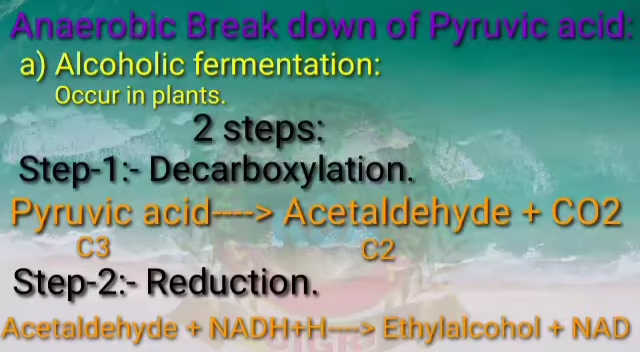 Anaerobic Break down of Pyruvic acid:
a) Alcoholic fermentation:
Occur in plants.
2 steps:
Step-1:- Decarboxylation.
Pyruvic acid----> Acetaldehyde + CO2
C3 C2
Step-2:- Reduction.
Acetaldehyde + NADH+H----> Ethylalcohol + NAD